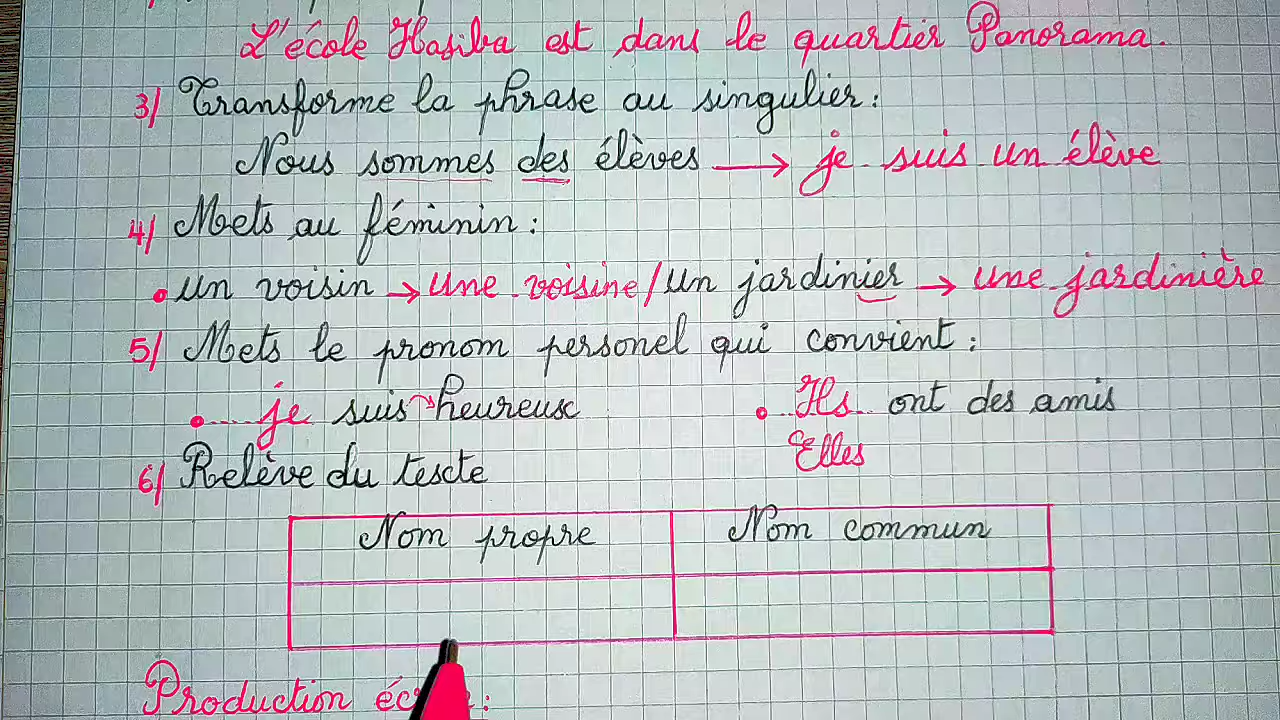 L'école Hasiba est dans le quartier Panorama.
3/ Transforme la phrase au singulier:
Nous sommes des élèves → je suis un élève
4/ Mets au féminin:
• un voisin → une voisine / Un jardinier → une jardinière
5/ Mets le pronom personel qui convient:
•.....je suis heureuse •..Ils.. ont des amis
Elles
6/ Relève du texte
Nom propre Nom commun
Production :